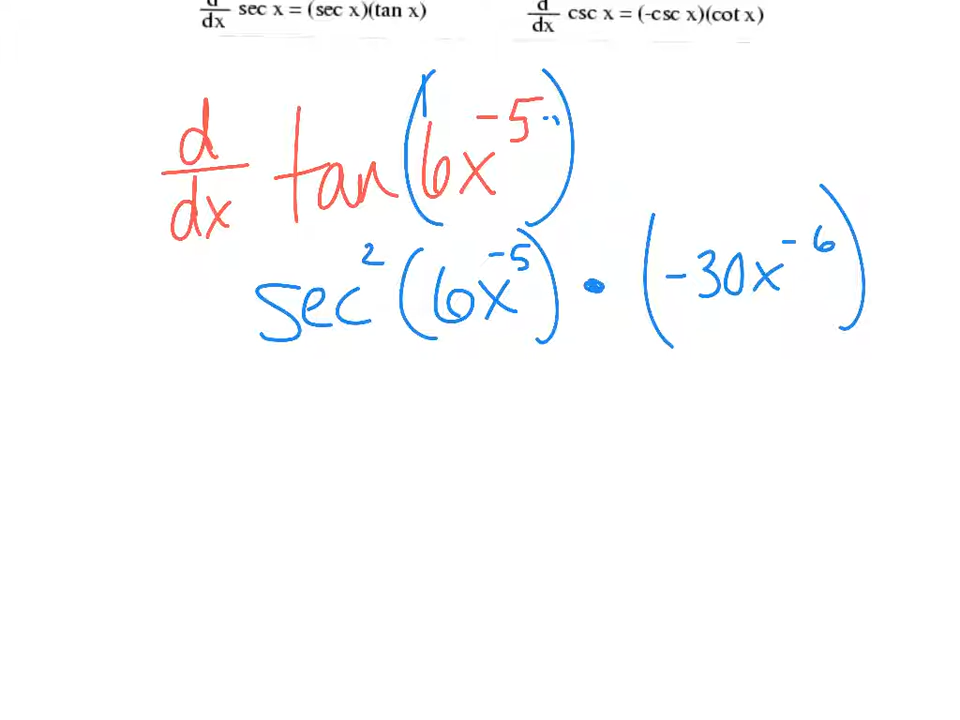 d/dx sec x = (sec x)(tan x)    d/dx csc x = (-csc x)(cot x)
d/dx tan(6x^-5)
sec^2(6x^-5) • (-30x^-6)